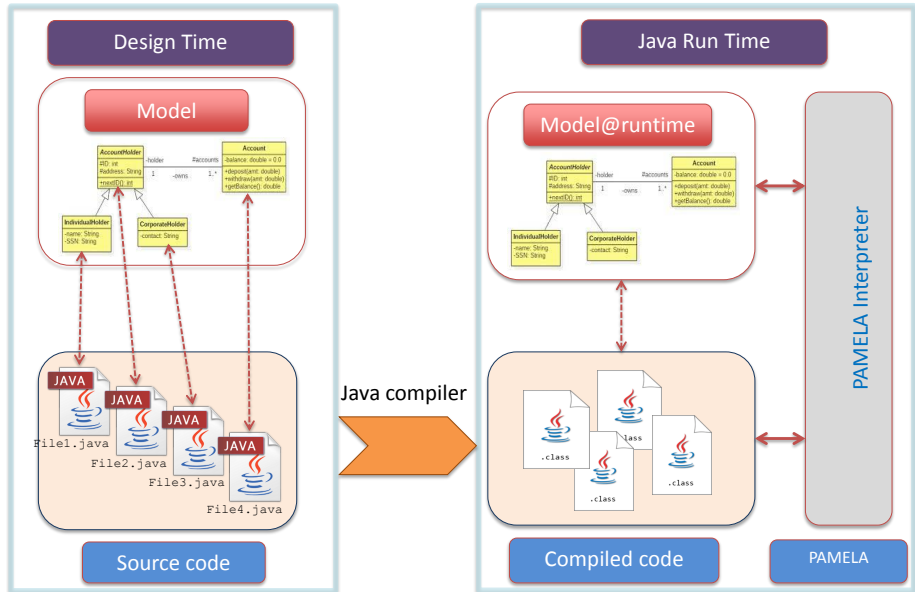 Design Time
Model
AccountHolder
#ID: int
#address: String
+nextID(): int
-holder
#accounts
1
-owns
1..*
Account
-balance: double = 0.0
+deposit(amt: double)
+withdraw(amt: double)
+getBalance(): double
IndividualHolder
-name: String
-SSN: String
CorporateHolder
-contact: String
JAVA
File1.java
JAVA
File2.java
JAVA
File3.java
JAVA
File4.java
Source code
Java compiler
Java Run Time
Model@runtime
AccountHolder
#ID: int
#address: String
+nextID(): int
-holder
#accounts
1
-owns
1..*
Account
-balance: double = 0.0
+deposit(amt: double)
+withdraw(amt: double)
+getBalance(): double
IndividualHolder
-name: String
-SSN: String
CorporateHolder
-contact: String
.class
.class
.class
.class
Compiled code
PAMELA Interpreter
PAMELA